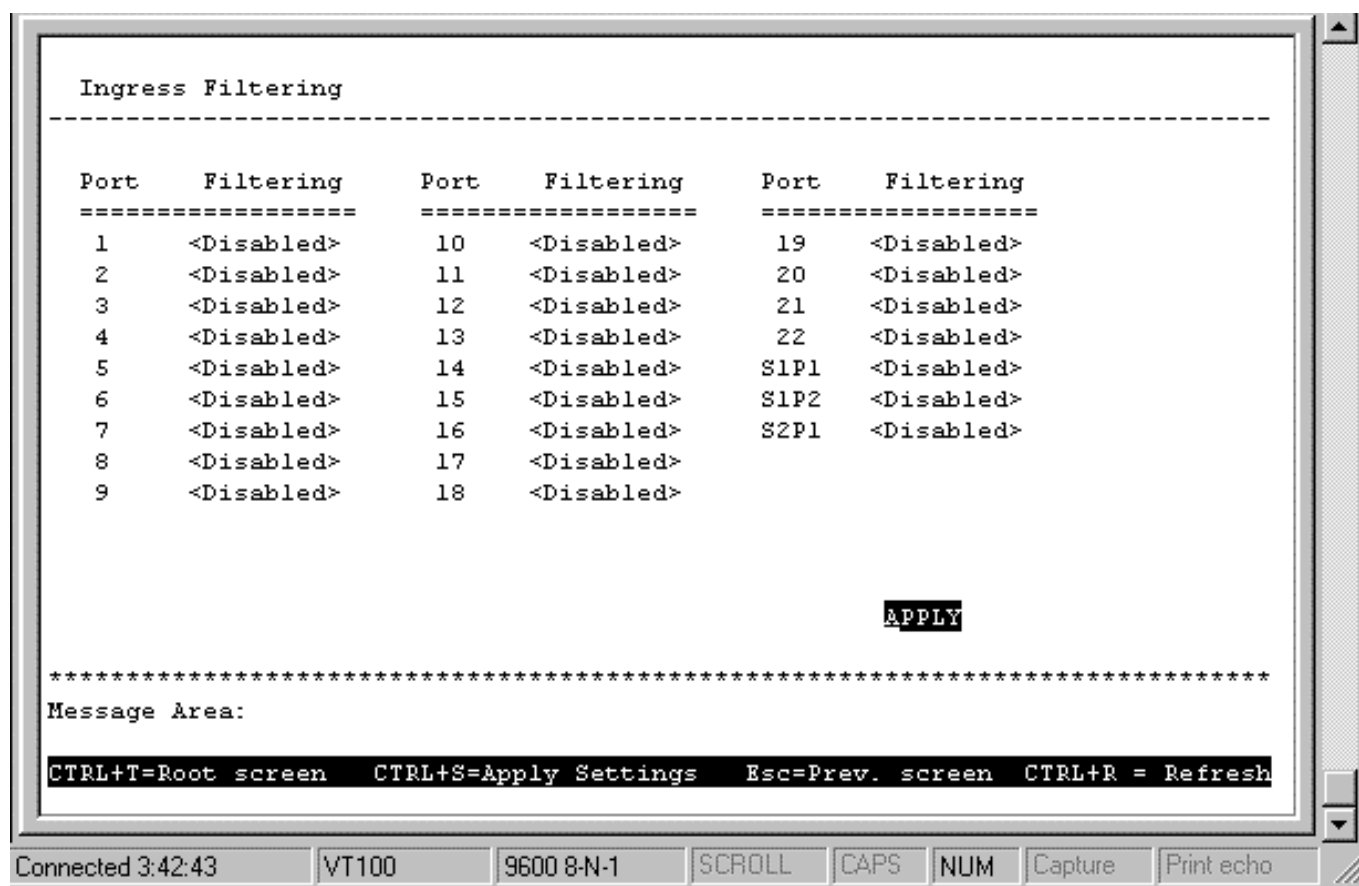 Ingress Filtering
--------------------------------------------------------------------------------
Port Filtering Port Filtering Port Filtering
================== ================== ==================
1 <Disabled> 10 <Disabled> 19 <Disabled>
2 <Disabled> 11 <Disabled> 20 <Disabled>
3 <Disabled> 12 <Disabled> 21 <Disabled>
4 <Disabled> 13 <Disabled> 22 <Disabled>
5 <Disabled> 14 <Disabled> S1P1 <Disabled>
6 <Disabled> 15 <Disabled> S1P2 <Disabled>
7 <Disabled> 16 <Disabled> S2P1 <Disabled>
8 <Disabled> 17 <Disabled>
9 <Disabled> 18 <Disabled>
APPLY
********************************************************************************
Message Area:
CTRL+T=Root screen CTRL+S=Apply Settings Esc=Prev. screen CTRL+R = Refresh
Connected 3:42:43 VT100 9600 8-N-1 SCROLL CAPS NUM Capture Print echo